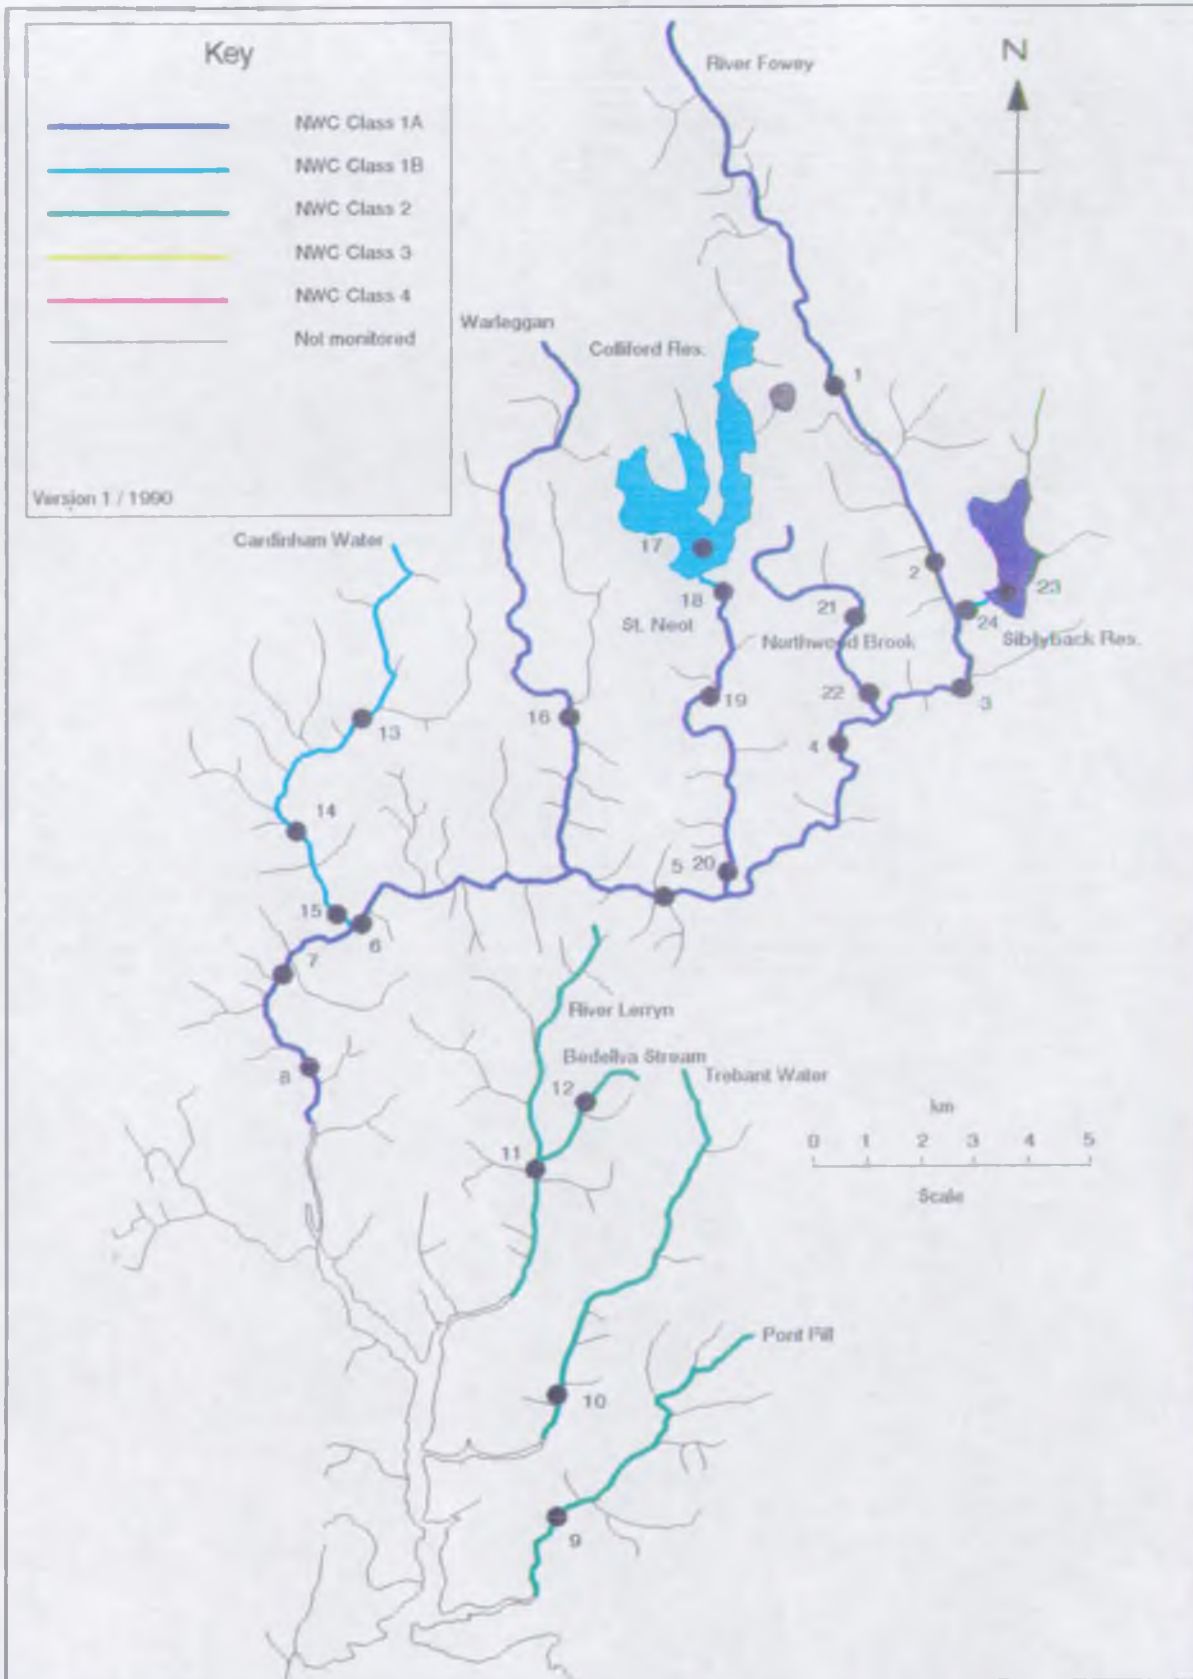 Key
NWC Class 1A
NWC Class 1B
NWC Class 2
NWC Class 3
NWC Class 4
Not monitored
Version 1 / 1990
N
River Fowey
Warleggan
Colliford Res.
1
Cardinham Water
17
2
23
18
24
St. Neot
21
Northwood Brook
Siblyback Res.
22
3
19
16
13
4
14
5
20
15
6
7
River Lerryn
Bedellva Stream
8
Trebant Water
12
km
0 1 2 3 4 5
11
Scale
Pont Pill
10
9